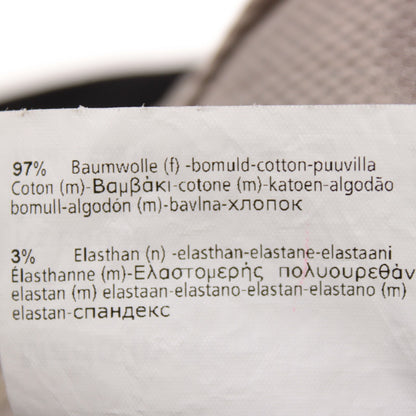 97% Baumwolle (f) -bomuld-cotton-puuvilla
Coton (m)-Βαμβάκι-cotone (m)-katoen-algodão
bomull-algodón (m)-bavlna-хлопок
3% Elasthan (n) -elasthan-elastane-elastaani
Élasthanne (m)-Ελαστομερής πολυουρεθάν
elastan (m) elastaan-elastano-elastan-elastano (m)
elastan-спандекс